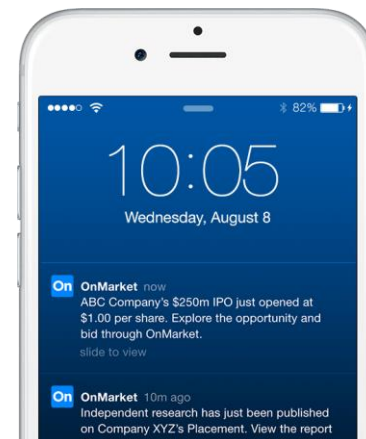 82%
10:05
Wednesday, August 8
On OnMarket now
ABC Company's $250m IPO just opened at
$1.00 per share. Explore the opportunity and
bid through OnMarket.
slide to view
On OnMarket 10m ago
Independent research has just been published
on Company XYZ's Placement. View the report